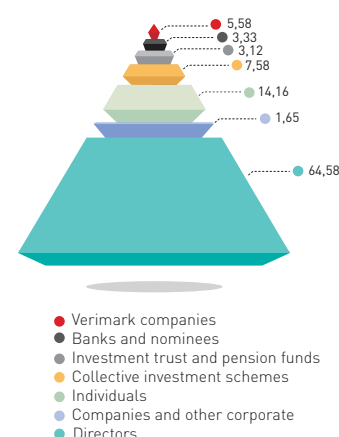 5,58
3,33
3,12
7,58
14,16
1,65
64,58
Verimark companies
Banks and nominees
Investment trust and pension funds
Collective investment schemes
Individuals
Companies and other corporate
Directors